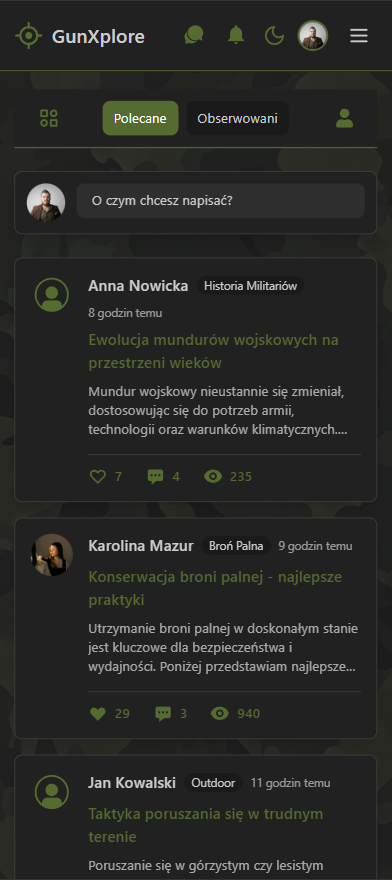 GunXplore
Polecane
Obserwowani
O czym chcesz napisać?
Anna Nowicka Historia Militariów
8 godzin temu
Ewolucja mundurów wojskowych na
przestrzeni wieków
Mundur wojskowy nieustannie się zmieniał,
dostosowując się do potrzeb armii,
technologii oraz warunków klimatycznych....
7 4 235
Karolina Mazur Broń Palna 9 godzin temu
Konserwacja broni palnej - najlepsze
praktyki
Utrzymanie broni palnej w doskonałym stanie
jest kluczowe dla bezpieczeństwa i
wydajności. Poniżej przedstawiam najlepsze...
29 3 940
Jan Kowalski Outdoor 11 godzin temu
Taktyka poruszania się w trudnym
terenie
Poruszanie się w górzystym czy lesistym